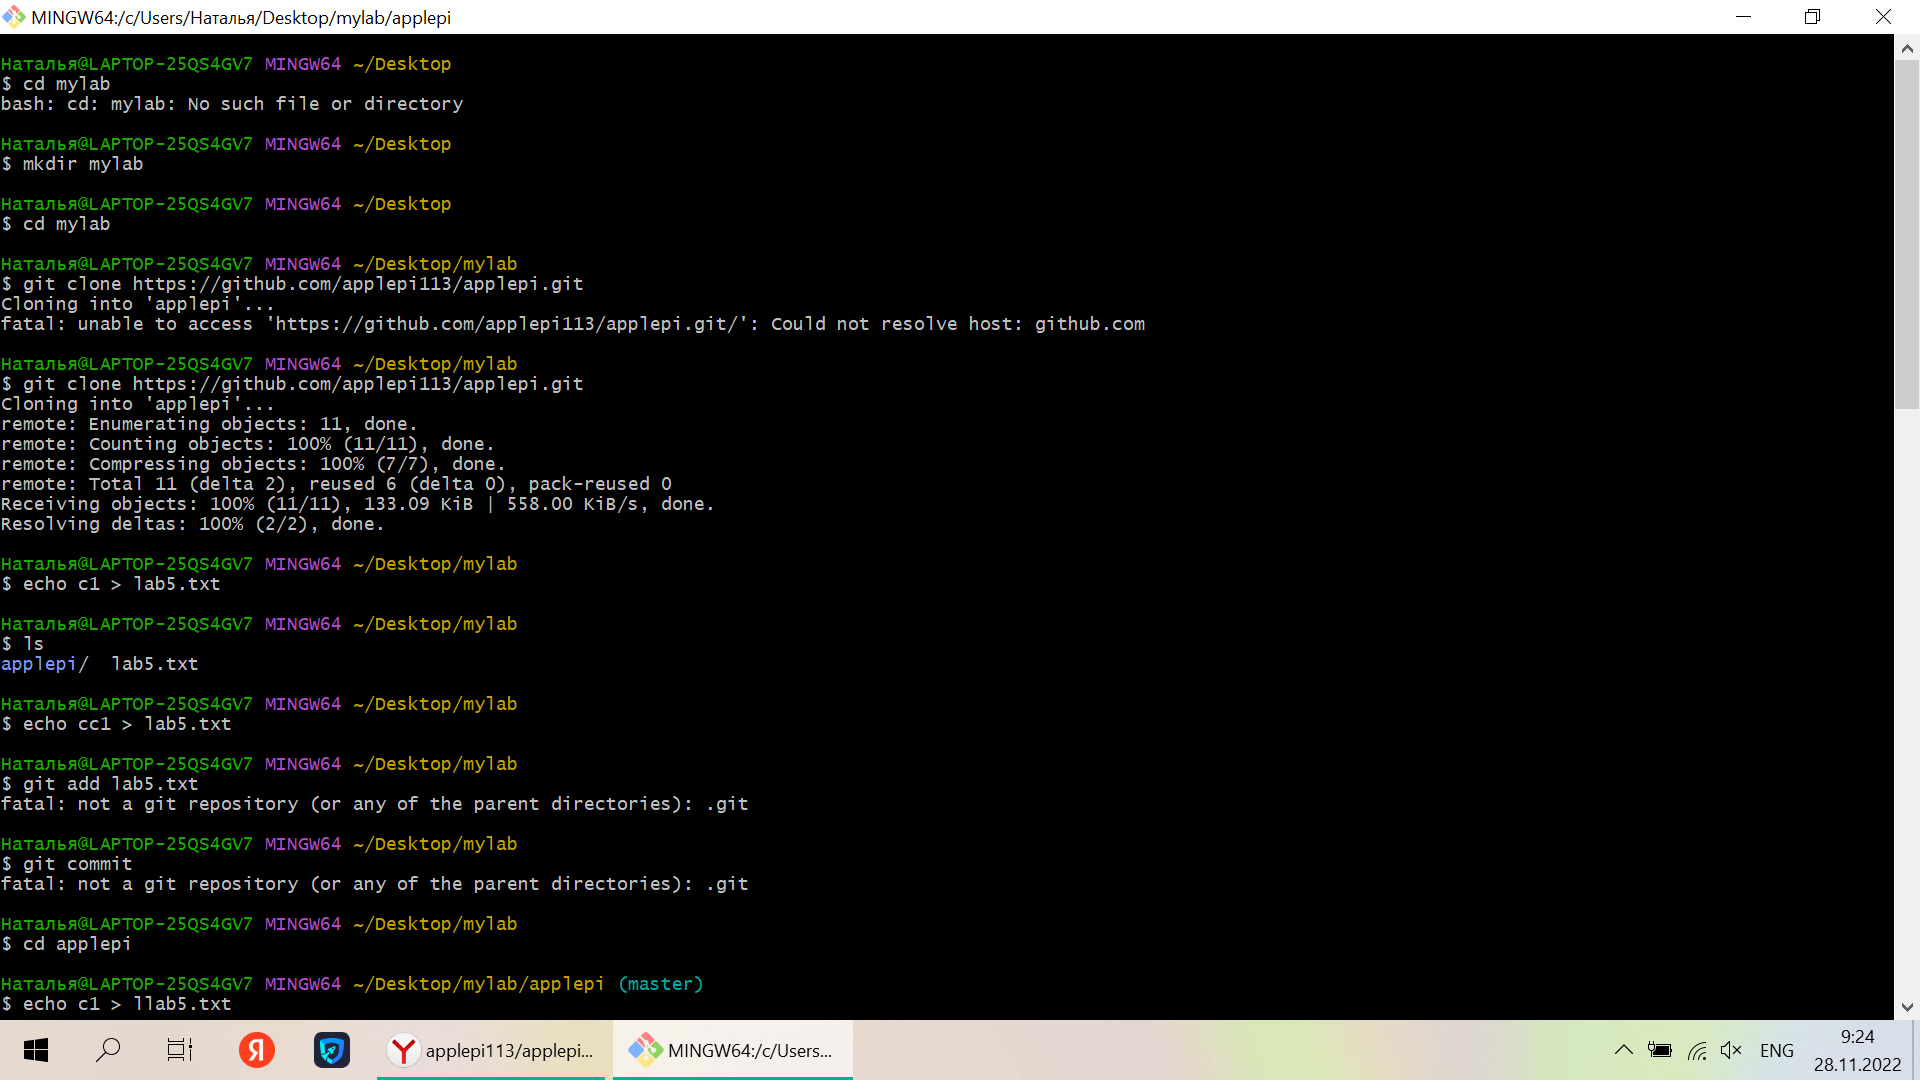 MINGW64:/c/Users/Наталья/Desktop/mylab/applepi
Наталья@LAPTOP-25QS4GV7 MINGW64 ~/Desktop
$ cd mylab
bash: cd: mylab: No such file or directory
Наталья@LAPTOP-25QS4GV7 MINGW64 ~/Desktop
$ mkdir mylab
Наталья@LAPTOP-25QS4GV7 MINGW64 ~/Desktop
$ cd mylab
Наталья@LAPTOP-25QS4GV7 MINGW64 ~/Desktop/mylab
$ git clone https://github.com/applepi113/applepi.git
Cloning into 'applepi'...
fatal: unable to access 'https://github.com/applepi113/applepi.git/': Could not resolve host: github.com
Наталья@LAPTOP-25QS4GV7 MINGW64 ~/Desktop/mylab
$ git clone https://github.com/applepi113/applepi.git
Cloning into 'applepi'...
remote: Enumerating objects: 11, done.
remote: Counting objects: 100% (11/11), done.
remote: Compressing objects: 100% (7/7), done.
remote: Total 11 (delta 2), reused 6 (delta 0), pack-reused 0
Receiving objects: 100% (11/11), 133.09 KiB | 558.00 KiB/s, done.
Resolving deltas: 100% (2/2), done.
Наталья@LAPTOP-25QS4GV7 MINGW64 ~/Desktop/mylab
$ echo c1 > lab5.txt
Наталья@LAPTOP-25QS4GV7 MINGW64 ~/Desktop/mylab
$ ls
applepi/  lab5.txt
Наталья@LAPTOP-25QS4GV7 MINGW64 ~/Desktop/mylab
$ echo cc1 > lab5.txt
Наталья@LAPTOP-25QS4GV7 MINGW64 ~/Desktop/mylab
$ git add lab5.txt
fatal: not a git repository (or any of the parent directories): .git
Наталья@LAPTOP-25QS4GV7 MINGW64 ~/Desktop/mylab
$ git commit
fatal: not a git repository (or any of the parent directories): .git
Наталья@LAPTOP-25QS4GV7 MINGW64 ~/Desktop/mylab
$ cd applepi
Наталья@LAPTOP-25QS4GV7 MINGW64 ~/Desktop/mylab/applepi (master)
$ echo c1 > llab5.txt
Я
Y
applepi113/applepi...
MINGW64:/c/Users...
ENG
9:24
28.11.2022